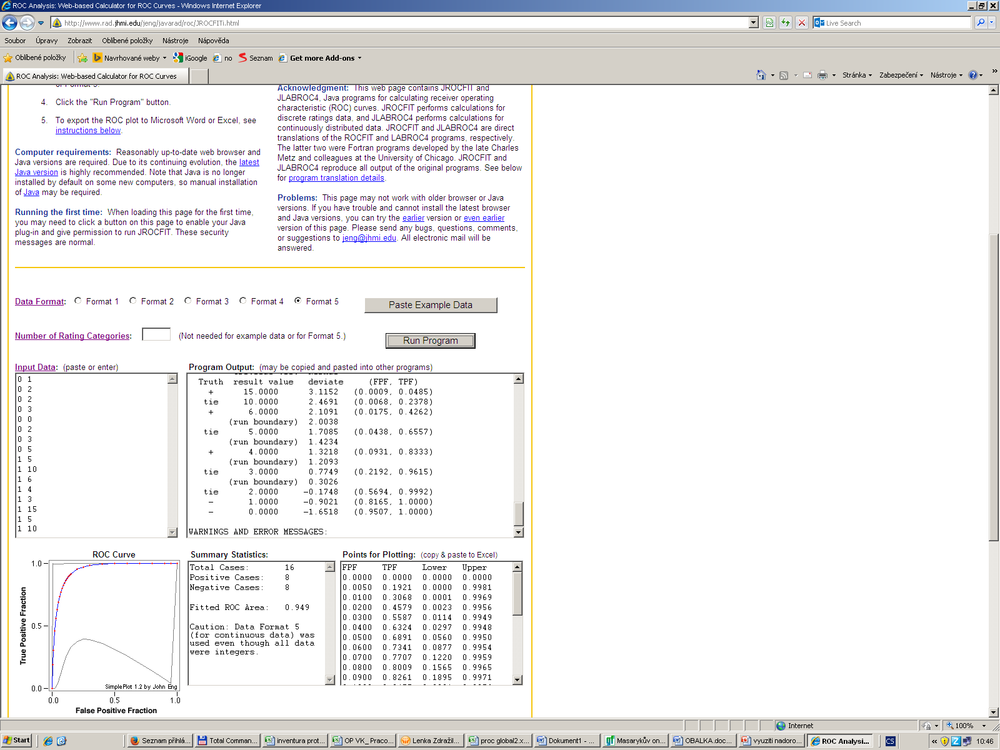 ROC Analysis: Web-based Calculator for ROC Curves - Windows Internet Explorer
http://www.rad.jhmi.edu/jeng/javarad/roc/JROCFITi.html
Live Search
Soubor Úpravy Zobrazit Oblíbené položky Nástroje Nápověda
Oblíbené položky Navrhované weby iGoogle no Seznam Get more Add-ons
ROC Analysis: Web-based Calculator for ROC Curves
Stránka Zabezpečení Nástroje
or Format 5.
4. Click the "Run Program" button.
5. To export the ROC plot to Microsoft Word or Excel, see
instructions below.
Computer requirements: Reasonably up-to-date web browser and
Java versions are required. Due to its continuing evolution, the latest
Java version is highly recommended. Note that Java is no longer
installed by default on some new computers, so manual installation
of Java may be required.
Running the first time: When loading this page for the first time,
you may need to click a button on this page to enable your Java
plug-in and give permission to run JROCFIT. These security
messages are normal.
Acknowledgment: This web page contains JROCFIT and
JLABROC4, Java programs for calculating receiver operating
characteristic (ROC) curves. JROCFIT performs calculations for
discrete ratings data, and JLABROC4 performs calculations for
continuously distributed data. JROCFIT and JLABROC4 are direct
translations of the ROCFIT and LABROC4 programs, respectively.
The latter two were Fortran programs developed by the late Charles
Metz and colleagues at the University of Chicago. JROCFIT and
JLABROC4 reproduce all output of the original programs. See below
for program translation details.
Problems: This page may not work with older browser or Java
versions. If you have trouble and cannot install the latest browser
and Java versions, you can try the earlier version or even earlier
version of this page. Please send any bugs, questions, comments,
or suggestions to jeng@jhmi.edu. All electronic mail will be
answered.
Data Format: Format 1 Format 2 Format 3 Format 4 Format 5 Paste Example Data
Number of Rating Categories: (Not needed for example data or for Format 5.) Run Program
Input Data: (paste or enter)
0 1
0 2
0 2
0 3
0 0
0 2
0 3
0 5
1 5
1 10
1 6
1 4
1 3
1 15
1 5
1 10
Program Output: (may be copied and pasted into other programs)
Truth result value deviate (FPF, TPF)
+ 15.0000 3.1152 (0.0009, 0.0485)
tie 10.0000 2.4691 (0.0068, 0.2378)
+ 6.0000 2.1091 (0.0175, 0.4262)
(run boundary) 2.0038
tie 5.0000 1.7085 (0.0438, 0.6557)
(run boundary) 1.4234
+ 4.0000 1.3218 (0.0931, 0.8333)
(run boundary) 1.2093
tie 3.0000 0.7749 (0.2192, 0.9615)
(run boundary) 0.3026
tie 2.0000 -0.1748 (0.5694, 0.9992)
- 1.0000 -0.9021 (0.8165, 1.0000)
- 0.0000 -1.6518 (0.9507, 1.0000)
WARNINGS AND ERROR MESSAGES:
ROC Curve
True Positive Fraction
1.0
0.5
0.0
SimplePlot 1.2 by John Eng
0.0 0.5 1.0
False Positive Fraction
Summary Statistics:
Total Cases: 16
Positive Cases: 8
Negative Cases: 8
Fitted ROC Area: 0.949
Caution: Data Format 5
(for continuous data) was
used even though all data
were integers.
Points for Plotting: (copy & paste to Excel)
FPF TPF Lower Upper
0.0000 0.0000 0.0000 0.0000
0.0050 0.1921 0.0000 0.9981
0.0100 0.3068 0.0001 0.9969
0.0200 0.4579 0.0023 0.9956
0.0300 0.5587 0.0114 0.9949
0.0400 0.6324 0.0297 0.9948
0.0500 0.6891 0.0560 0.9950
0.0600 0.7341 0.0877 0.9954
0.0700 0.7707 0.1220 0.9959
0.0800 0.8009 0.1565 0.9965
0.0900 0.8261 0.1895 0.9971
Internet 100%
Start Seznam přihlá... Total Comman... inventura prot... OP VK_ Praco... Lenka Zdražil... proc global2.x... Dokument1 - ... Masarykův on... OBALKA.doc... vyuziti nadoro... ROC Analysi... CS « 10:46